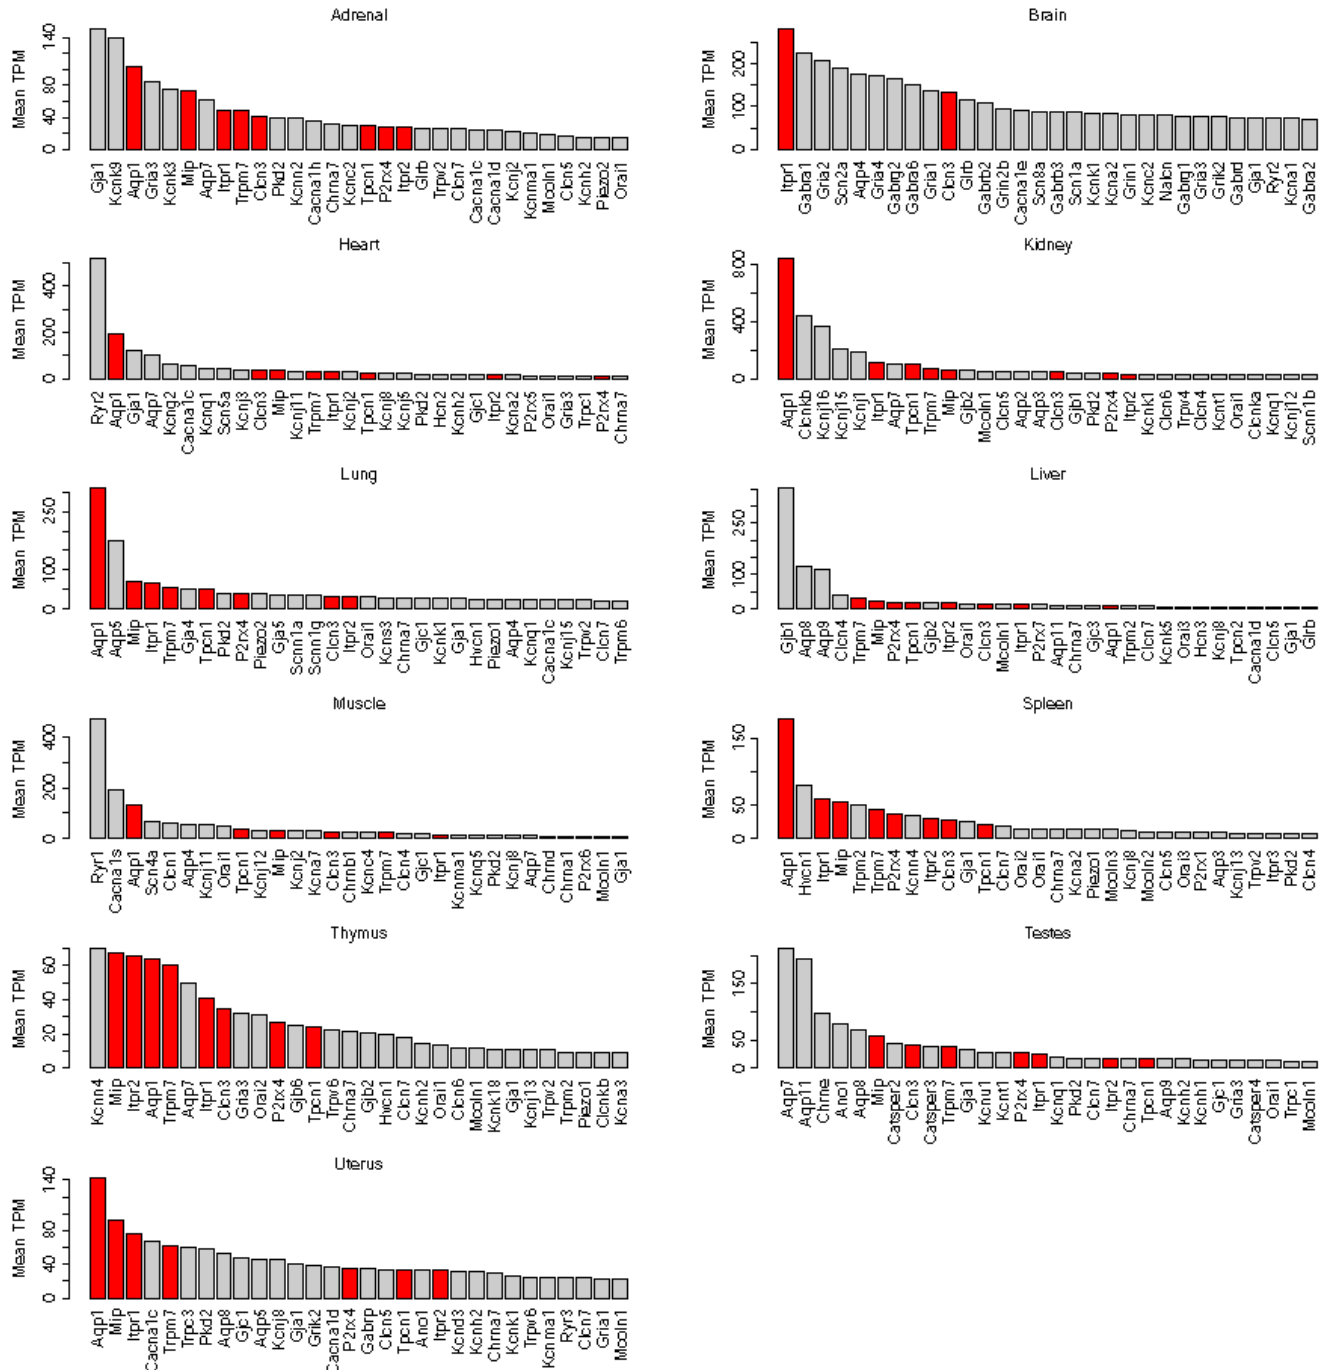 Adrenal
Mean TPM
0 40 80 140
Gja1 Kcnk9 Aqp1 Gria3 Kcnk3 Mip Aqp7 Itpr1 Trpm7 Clcn3 Pkd2 Kcnn2 Cacna1h Chrna7 Kcnc2 Tpcn1 P2rx4 Itpr2 Glrb Trpv2 Clcn7 Cacna1c Cacna1d Kcnj2 Kcnma1 Mcoln1 Clcn5 Kcnh2 Piezo2 Orai1
Brain
Mean TPM
0 100 200
Itpr1 Gabra1 Gria2 Scn2a Aqp4 Gria4 Gabrg2 Gabra6 Gria1 Clcn3 Glrb Gabrb2 Grin2b Cacna1e Scn8a Gabrb3 Scn1a Kcnk1 Kcna2 Grin1 Kcnc2 Nalcn Gabrg1 Gria3 Grik2 Gabrd Gja1 Ryr2 Kcna1 Gabra2
Heart
Mean TPM
0 200 400
Ryr2 Aqp1 Gja1 Aqp7 Kcnq2 Cacna1c Kcnq1 Scn5a Kcnj3 Clcn3 Mip Kcnj11 Trpm7 Itpr1 Kcnj2 Tpcn1 Kcnj8 Kcnj5 Pkd2 Hcn2 Kcnh2 Gjc1 Itpr2 Kcna2 P2rx5 Orai1 Gria3 Trpc1 P2rx4 Chrna7
Kidney
Mean TPM
0 400 800
Aqp1 Clcnkb Kcnj16 Kcnj15 Kcnj1 Itpr1 Aqp7 Tpcn1 Trpm7 Mip Gjb2 Mcoln1 Clcn5 Aqp2 Aqp3 Clcn3 Gjb1 Pkd2 P2rx4 Itpr2 Kcnk1 Clcn6 Trpv4 Clcn4 Kcnt1 Orai1 Clcnka Kcnq1 Kcnj12 Scnn1b
Lung
Mean TPM
0 100 250
Aqp1 Aqp5 Mip Itpr1 Trpm7 Gja4 Tpcn1 Pkd2 P2rx4 Piezo2 Gja5 Scnn1a Scnn1g Clcn3 Itpr2 Orai1 Kcns3 Chrna7 Gjc1 Kcnk1 Gja1 Hvcn1 Piezo1 Aqp4 Kcnq1 Cacna1c Kcnj15 Trpv2 Clcn7 Trpm6
Liver
Mean TPM
0 100 250
Gjb1 Aqp8 Aqp9 Clcn4 Trpm7 Mip P2rx4 Tpcn1 Gjb2 Itpr2 Orai1 Clcn3 Mcoln1 Itpr1 P2rx7 Aqp11 Chrna7 Gjc3 Aqp1 Trpm2 Clcn7 Kcnk5 Orai3 Hcn3 Kcnj8 Tpcn2 Cacna1d Clcn5 Gja1 Glrb
Muscle
Mean TPM
0 200 400
Ryr1 Cacna1s Aqp1 Scn4a Clcn1 Aqp4 Kcnj11 Orai1 Tpcn1 Kcnj12 Mip Kcnj2 Kcna7 Clcn3 Chrnb1 Kcnc4 Trpm7 Clcn4 Gjc1 Itpr1 Kcnma1 Kcnq5 Pkd2 Kcnj8 Aqp7 Chrnd Chrna1 P2rx6 Mcoln1 Gja1
Spleen
Mean TPM
0 50 150
Aqp1 Hvcn1 Itpr1 Mip Trpm2 Trpm7 P2rx4 Kcnn4 Itpr2 Clcn3 Gja1 Tpcn1 Clcn7 Orai2 Orai1 Chrna7 Kcna2 Piezo1 Mcoln3 Kcnj8 Mcoln2 Clcn5 Orai3 P2rx1 Aqp3 Kcnj13 Trpv2 Itpr3 Pkd2 Clcn4
Thymus
Mean TPM
0 20 40 60
Kcnn4 Mip Itpr2 Aqp1 Trpm7 Aqp7 Itpr1 Clcn3 Gria3 Orai2 P2rx4 Gjb6 Tpcn1 Trpv6 Chrna7 Gjb2 Hvcn1 Clcn7 Kcnh2 Orai1 Clcn6 Mcoln1 Kcnk18 Gja1 Kcnj13 Trpv2 Trpm2 Piezo1 Clcnkb Kcna3
Testes
Mean TPM
0 50 150
Aqp7 Aqp11 Chrne Ano1 Aqp8 Mip Catsper2 Clcn3 Catsper3 Trpm7 Gja1 Kcnu1 Kcnt1 P2rx4 Itpr1 Kcnq1 Pkd2 Clcn7 Itpr2 Chrna7 Tpcn1 Aqp9 Kcnh2 Kcnh1 Gjc1 Gria3 Catsper4 Orai1 Trpc1 Mcoln1
Uterus
Mean TPM
0 40 80 140
Aqp1 Mip Itpr1 Cacna1c Trpm7 Trpc3 Pkd2 Aqp8 Gjc1 Aqp5 Kcnj8 Gja1 Grik2 Cacna1d P2rx4 Gabrp Clcn5 Tpcn1 Ano1 Itpr2 Kcnd3 Kcnh2 Chrna7 Kcnk1 Trpv6 Kcnma1 Ryr3 Clcn7 Gria1 Mcoln1